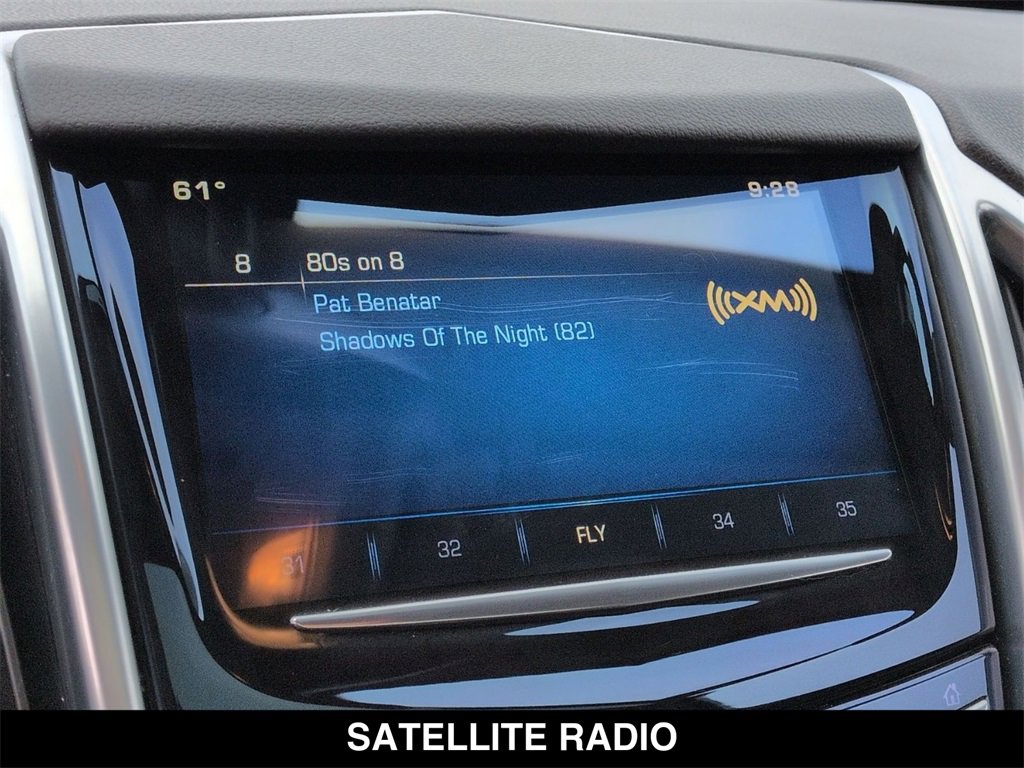 61° 9:28
8 80s on 8
Pat Benatar
XM
Shadows Of The Night (82)
31 32 FLY 34 35
SATELLITE RADIO